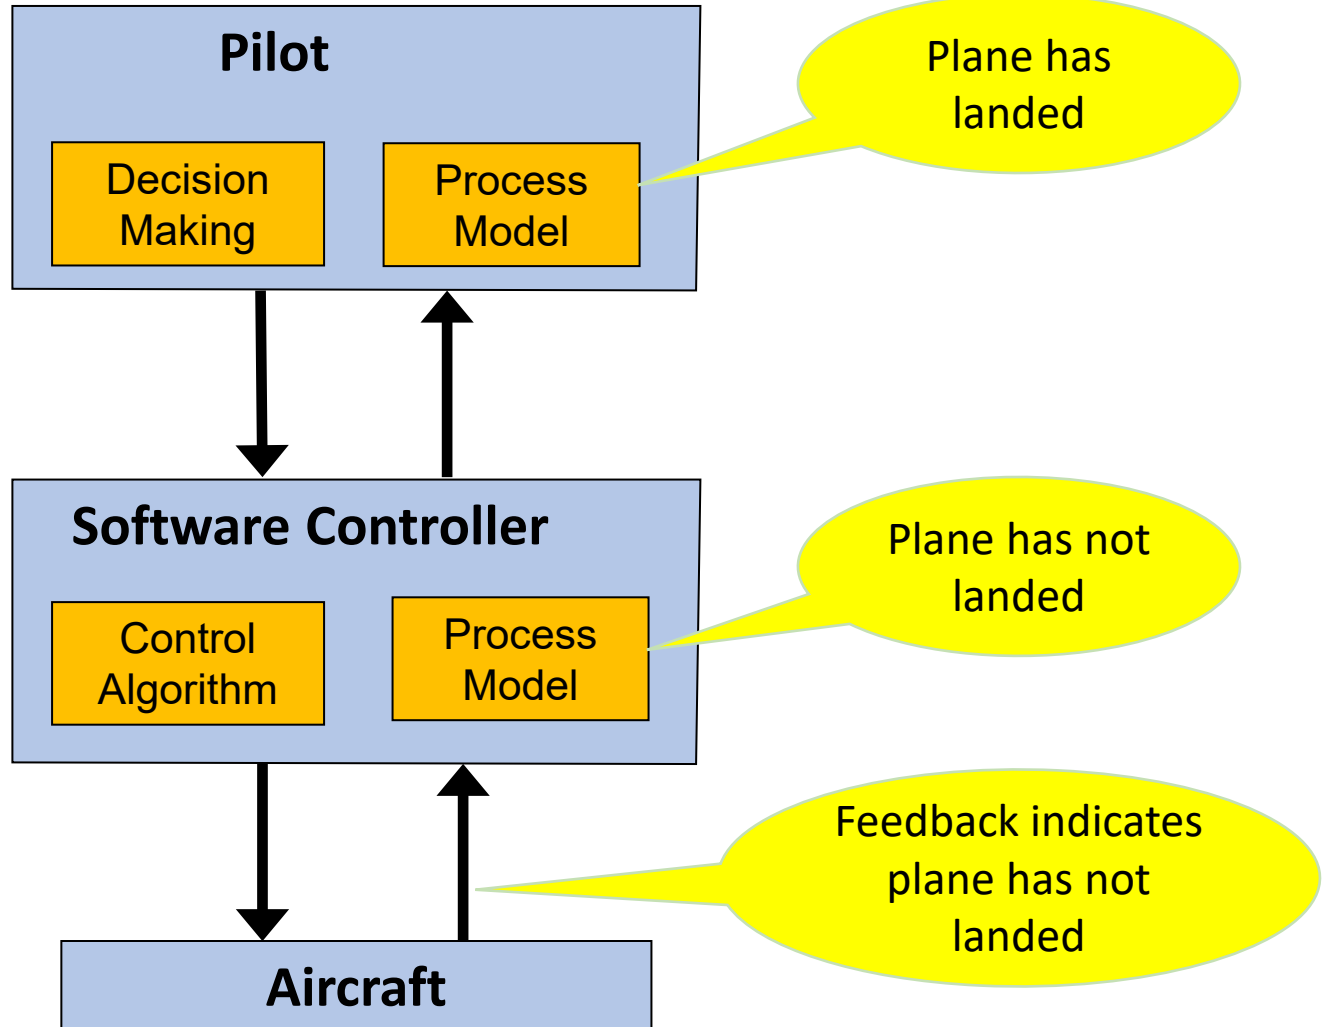 Pilot
Plane has
landed
Decision
Making
Process
Model
Software Controller
Plane has not
landed
Control
Algorithm
Process
Model
Feedback indicates
plane has not
landed
Aircraft